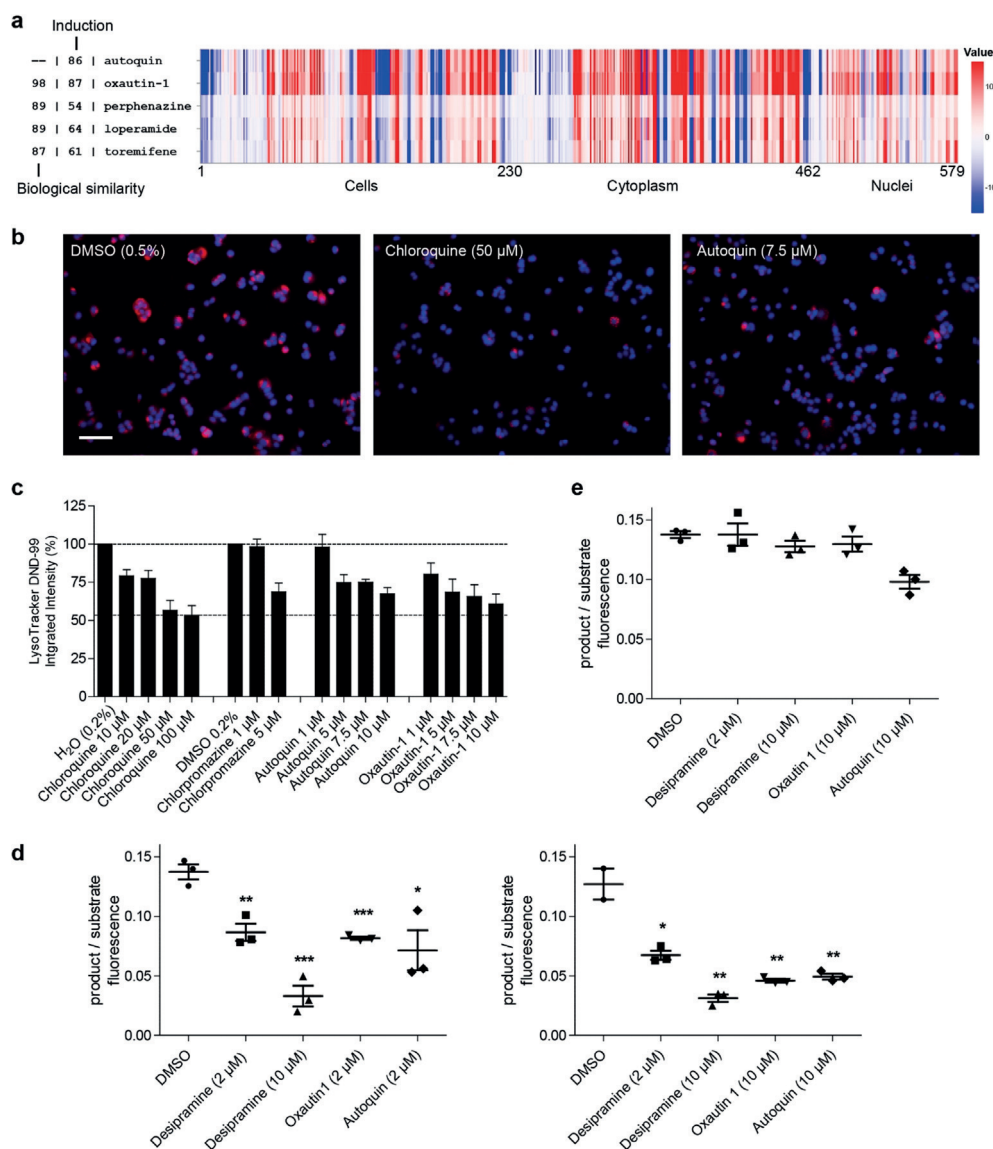 a
Induction
-- | 86 | autoquin
98 | 87 | oxautin-1
89 | 54 | perphenazine
89 | 64 | loperamide
87 | 61 | toremifene
Biological similarity
1
Cells
230
Cytoplasm
462
Nuclei
579
Value
10
0
-10
b
DMSO (0.5%)
Chloroquine (50 µM)
Autoquin (7.5 µM)
c
LysoTracker DND-99
Intgrated Intensity (%)
125
100
75
50
25
0
H2O (0.2%)
Chloroquine 10 µM
Chloroquine 20 µM
Chloroquine 50 µM
Chloroquine 100 µM
DMSO 0.2%
Chlorpromazine 1 µM
Chlorpromazine 5 µM
Autoquin 1 µM
Autoquin 5 µM
Autoquin 7.5 µM
Autoquin 10 µM
Oxautin-1 1 µM
Oxautin-1 5 µM
Oxautin-1 7.5 µM
Oxautin-1 10 µM
e
product / substrate
fluorescence
0.15
0.10
0.05
0.00
DMSO
Desipramine (2 µM)
Desipramine (10 µM)
Oxautin 1 (10 µM)
Autoquin (10 µM)
d
product / substrate
fluorescence
0.15
0.10
0.05
0.00
**
***
***
*
DMSO
Desipramine (2 µM)
Desipramine (10 µM)
Oxautin1 (2 µM)
Autoquin (2 µM)
product / substrate
fluorescence
0.15
0.10
0.05
0.00
*
**
**
**
DMSO
Desipramine (2 µM)
Desipramine (10 µM)
Oxautin 1 (10 µM)
Autoquin (10 µM)